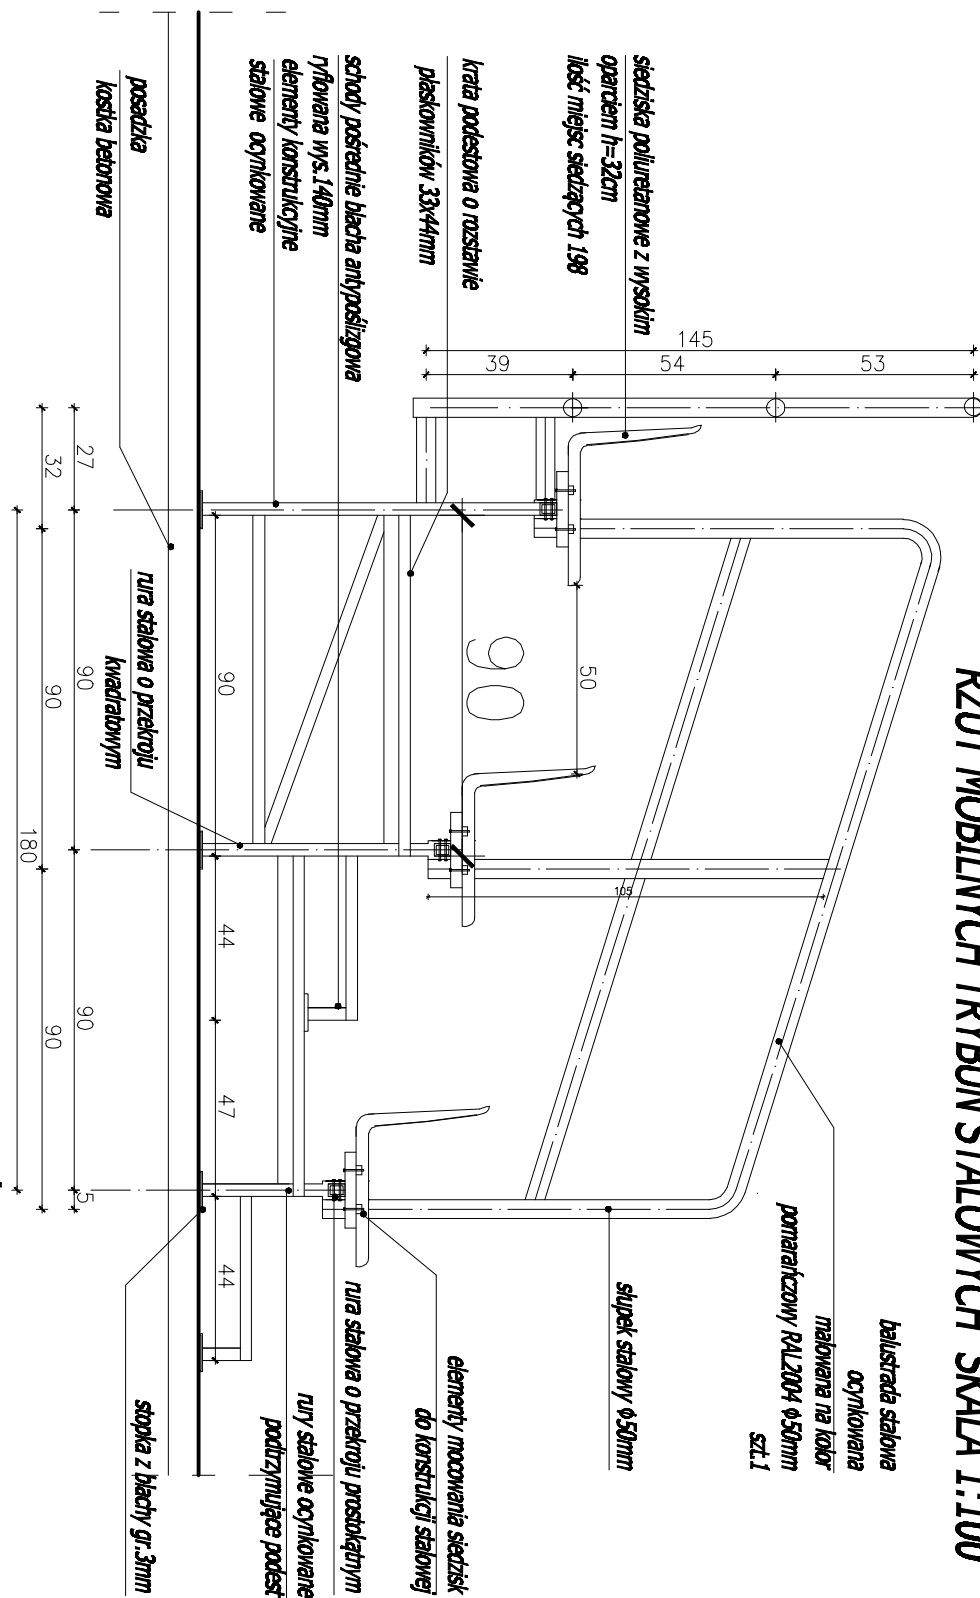 RZUT MOBILNYCH TRYBUN STALOWYCH SKALA 1:100
siedziska poliuretanowe z wysokim
oparciem h=32cm
ilość miejsc siedzących 198
krata podestowa o rozstawie
płaskowników 33x44mm
schody pośrednie blacha antypoślizgowa
ryflowana wys.140mm
elementy konstrukcyjne
stalowe ocynkowane
posadzka
kostka betonowa
rura stalowa o przekroju
kwadratowym
balustrada stalowa
ocynkowana
malowana na kolor
pomarańczowy RAL2004 ϕ50mm
szt.1
słupek stalowy ϕ50mm
elementy mocowania siedzisk
do konstrukcji stalowej
rura stalowa o przekroju prostokątnym
rury stalowe ocynkowane
podtrzymujące podest
stopka z blachy gr.3mm
145
39
54
53
50
90
105
90
44
47
44
27
90
90
5
32
90
90
180